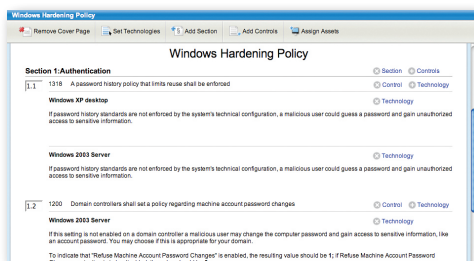 Windows Hardening Policy
Remove Cover Page Set Technologies Add Section Add Controls Assign Assets
Windows Hardening Policy
Section 1:Authentication Section Controls
1.1 1318 A password history policy that limits reuse shall be enforced Control Technology
Windows XP desktop Technology
If password history standards are not enforced by the system's technical configuration, a malicious user could guess a password and gain unauthorized
access to sensitive information.
Windows 2003 Server Technology
If password history standards are not enforced by the system's technical configuration, a malicious user could guess a password and gain unauthorized
access to sensitive information.
1.2 1200 Domain controllers shall set a policy regarding machine account password changes Control Technology
Windows 2003 Server Technology
If this setting is not enabled on a domain controller a malicious user may change the computer password and gain access to sensitive information, like
an account password. You may choose if this is appropriate for your domain.
To indicate that "Refuse Machine Account Password Changes" is enabled, the resulting value should be 1; if Refuse Machine Account Password